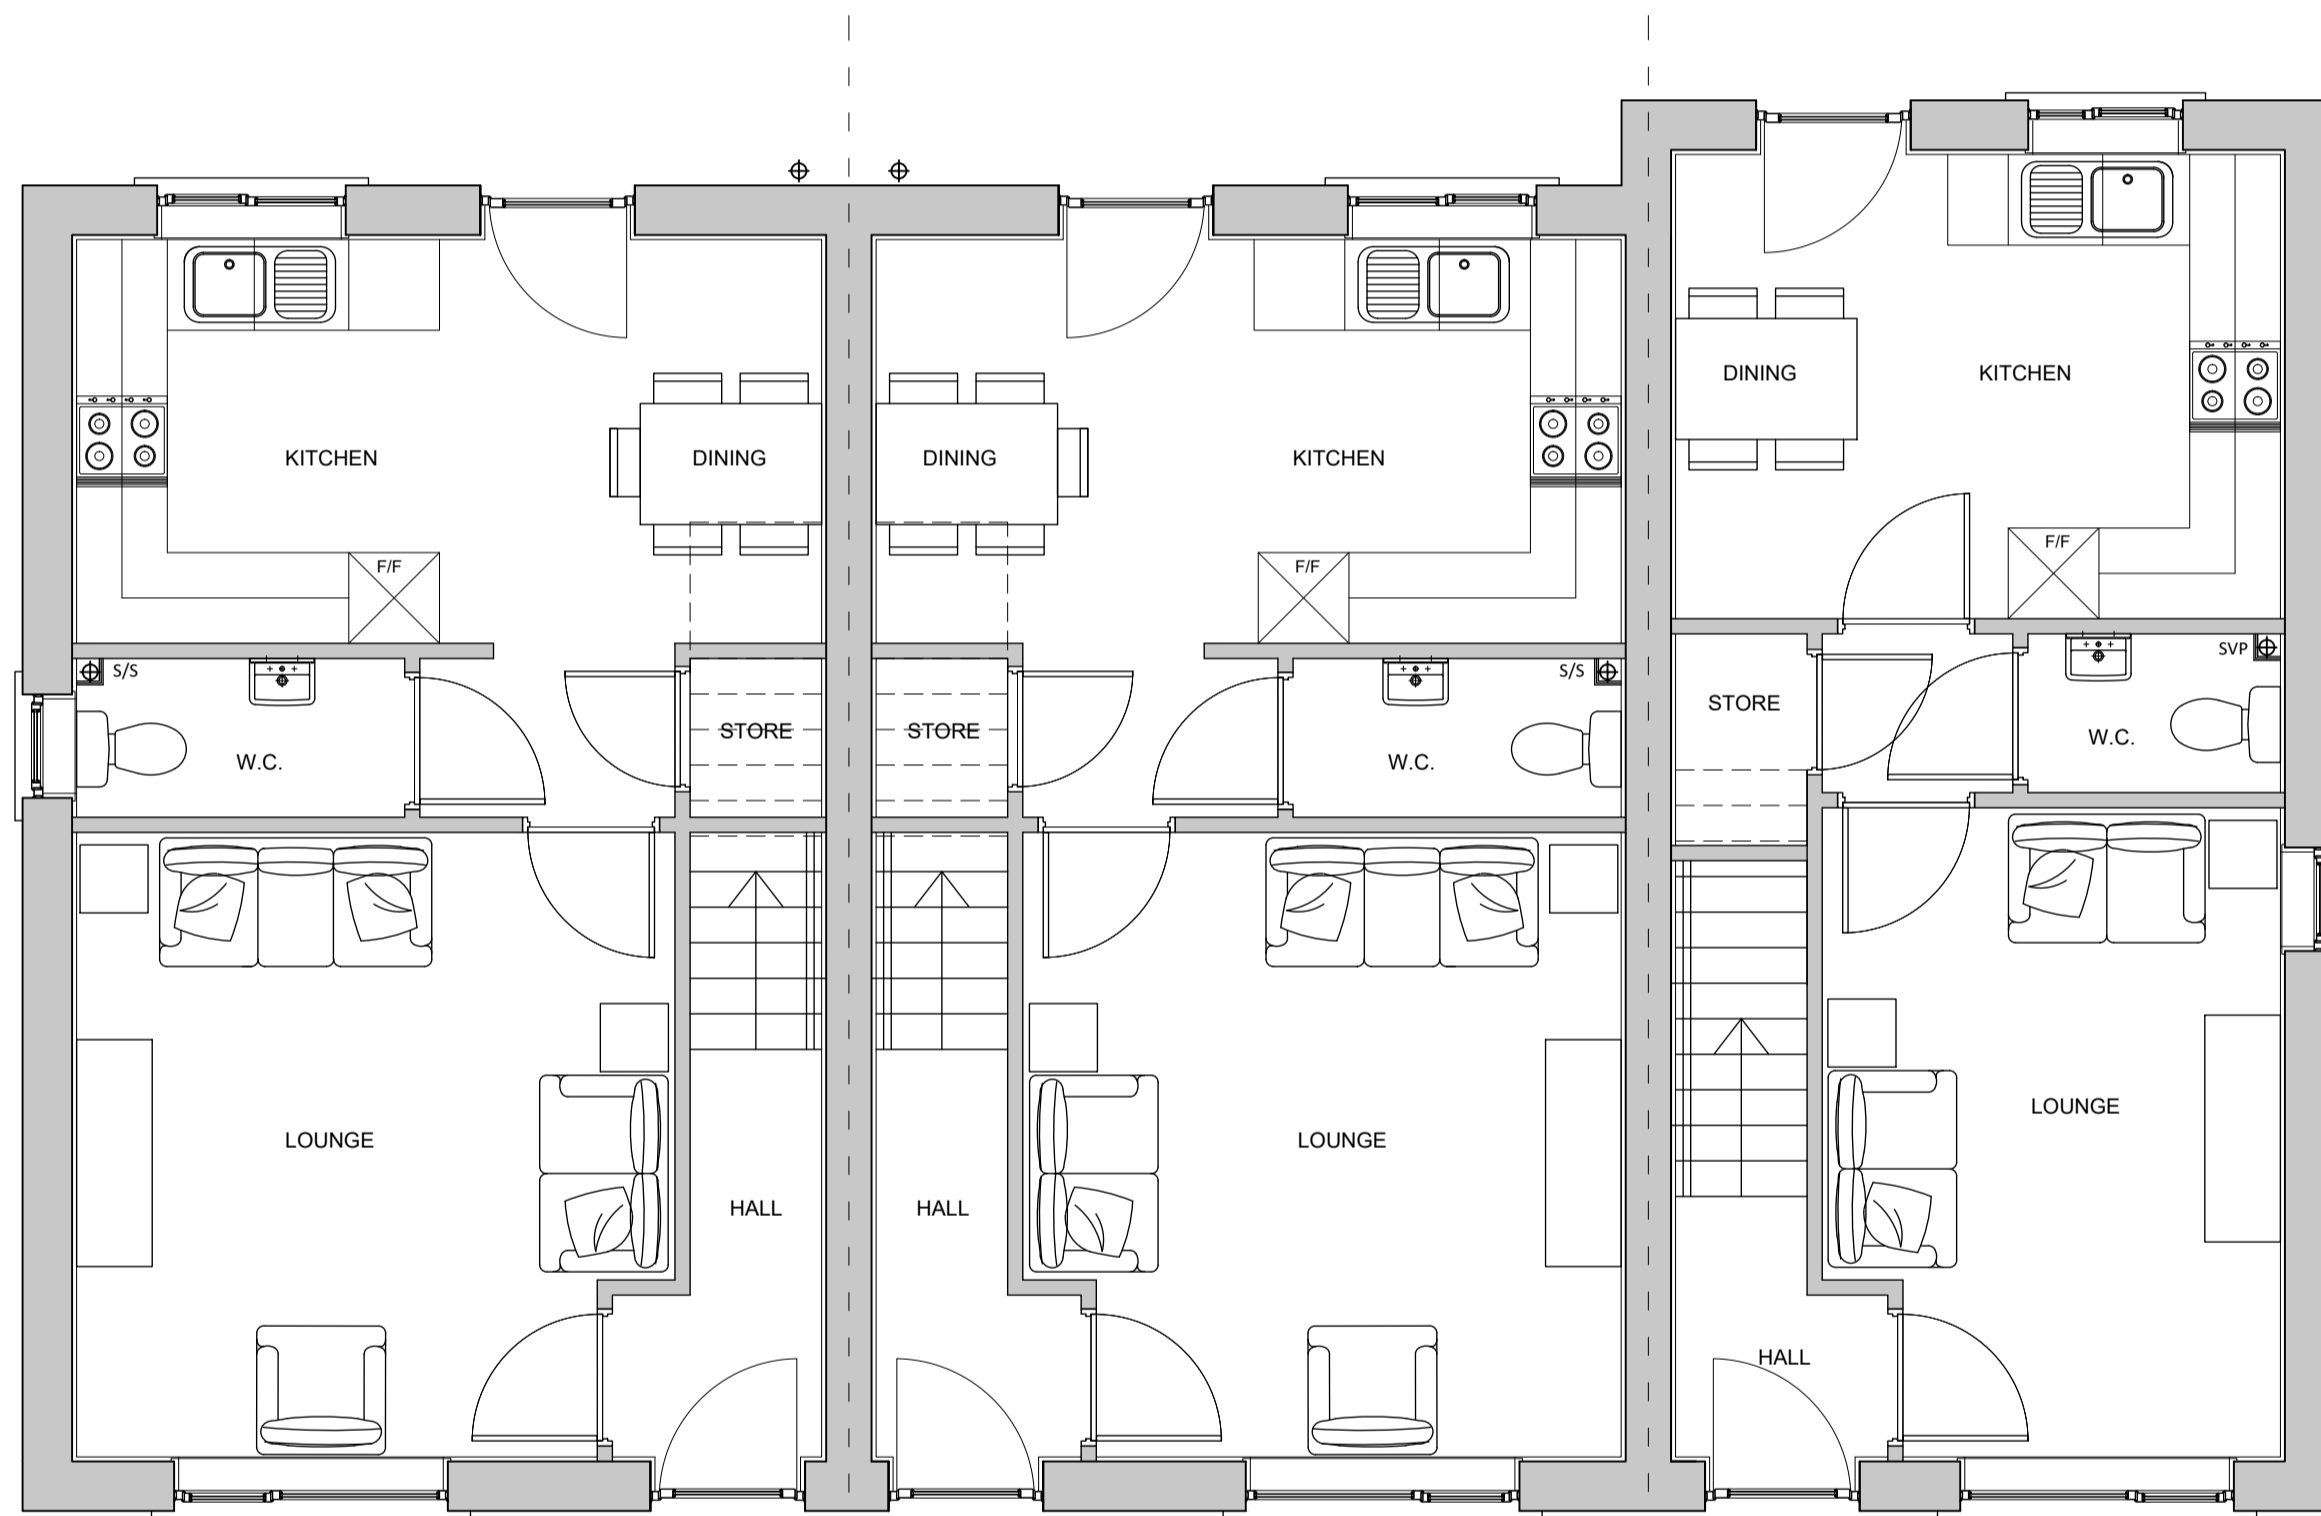 DINING
KITCHEN
KITCHEN
DINING
DINING
KITCHEN
F/F
F/F
F/F
S/S
S/S
SVP
STORE
STORE
STORE
W.C.
W.C.
W.C.
LOUNGE
LOUNGE
LOUNGE
HALL
HALL
HALL